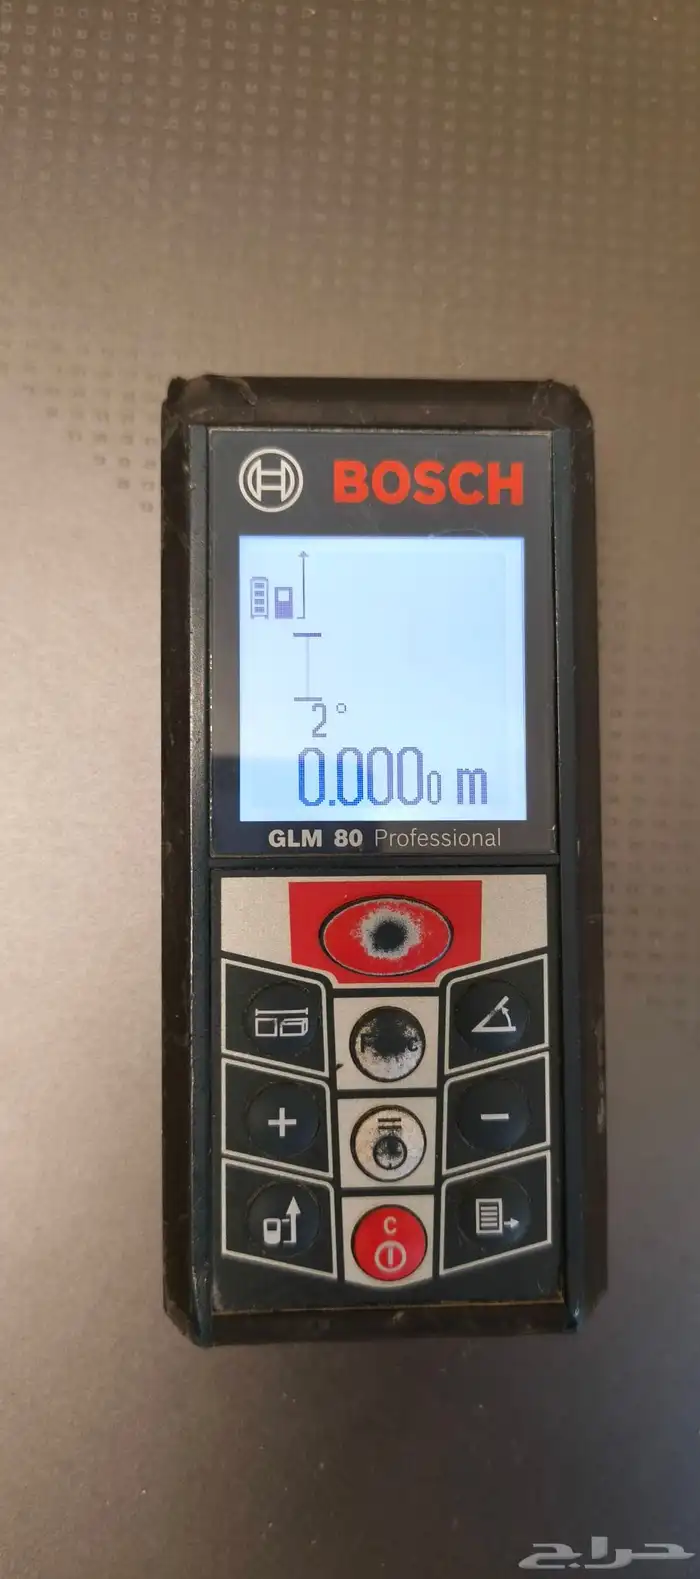 BOSCH
2°
0.0000 m
GLM 80 Professional
+
−
C
حراج